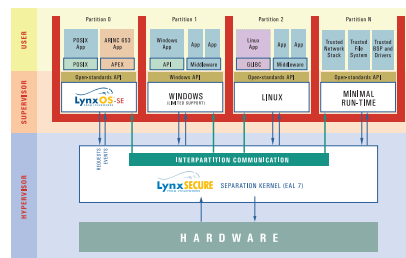 Partition 0
Partition 1
Partition 2
Partition N
USER
POSIX App
ARINC 653 App
Windows App
App
App
Linux App
App
App
Trusted Network Stack
Trusted File System
Trusted BSP and Drivers
POSIX
APEX
API
Middleware
GLIBC
Middleware
Open-standards API
Windows API
Open-standards API
Open-standards API
SUPERVISOR
LynxOS-SE
WINDOWS
(LIMITED SUPPORT)
LINUX
MINIMAL
RUN-TIME
HYPERVISOR
REQUESTS
EVENTS
INTERPARTITION COMMUNICATION
LynxSECURE
SEPARATION KERNEL (EAL 7)
HARDWARE